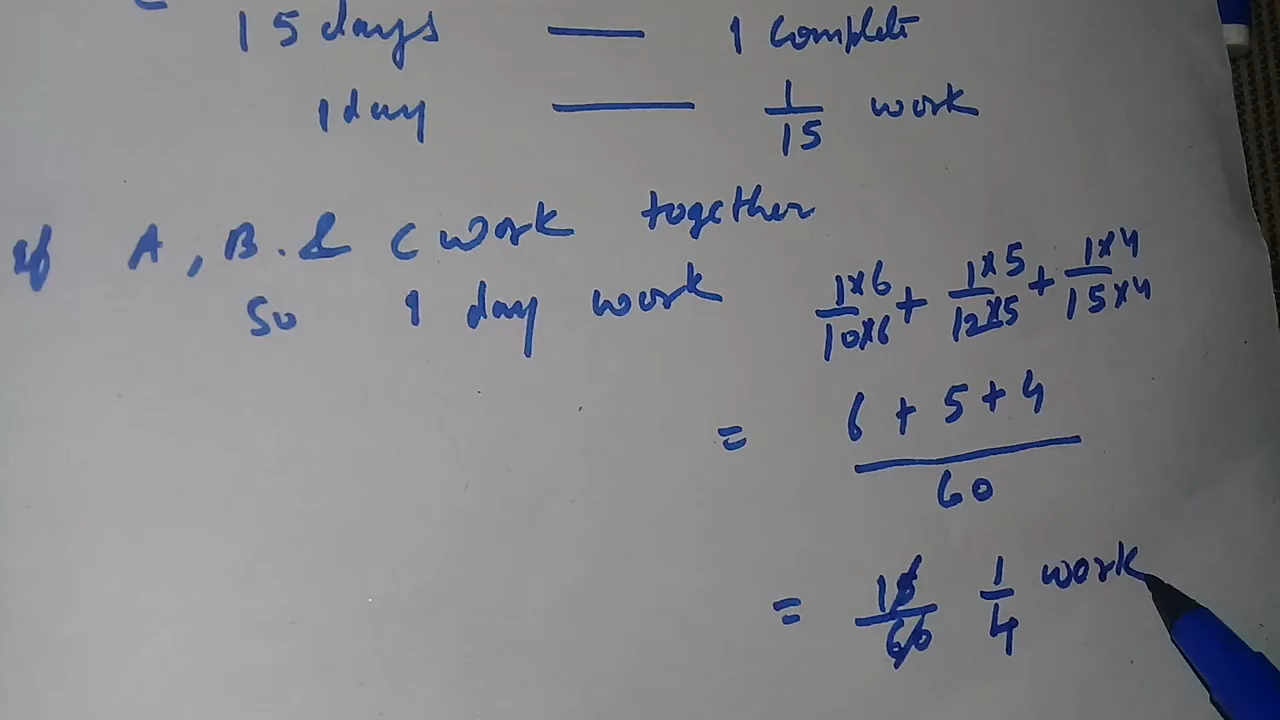 15 days — 1 complete
1 day — 1/15 work
If A, B. & C work together
So 1 day work 1×6/10×6 + 1×5/12×5 + 1×4/15×4
= 6 + 5 + 4 / 60
= 15/60 1/4 work